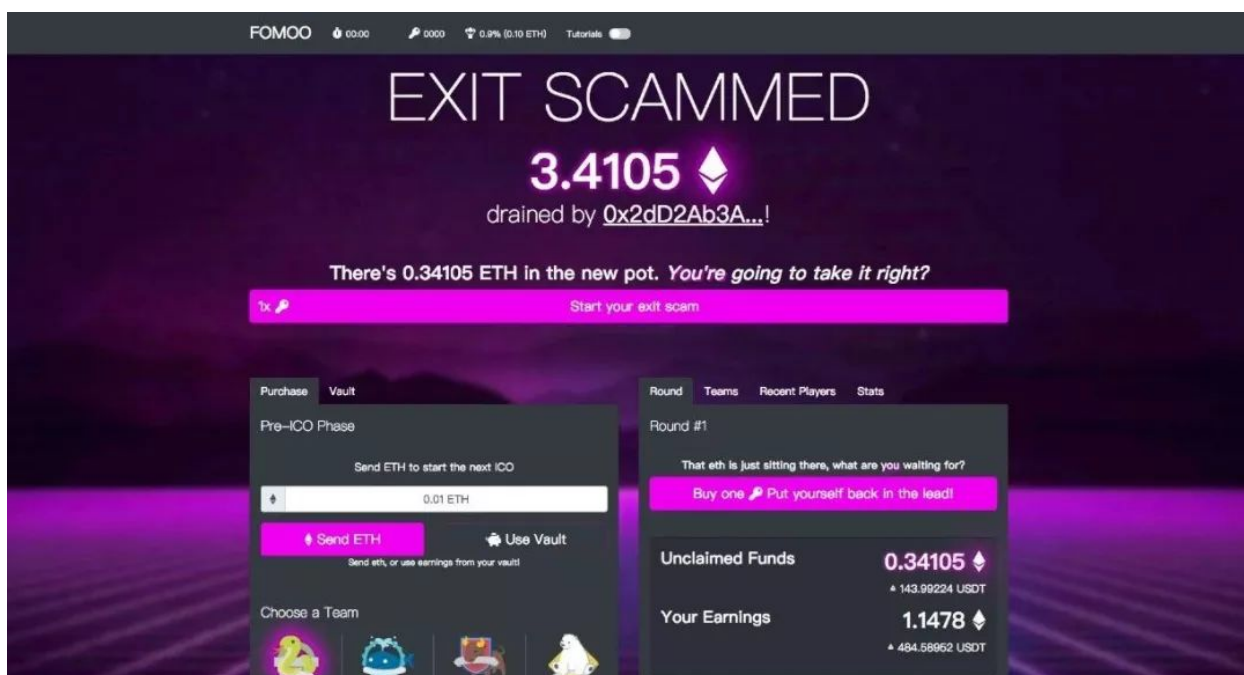 FOMOO 00:00 0000 0.9% (0.10 ETH) Tutorials
EXIT SCAMMED
3.4105
drained by 0x2dD2Ab3A...!
There's 0.34105 ETH in the new pot. You're going to take it right?
1x Start your exit scam
Purchase Vault
Pre-ICO Phase
Send ETH to start the next ICO
0.01 ETH
Send ETH Use Vault
Send eth, or use earnings from your vault!
Choose a Team
Round Teams Recent Players Stats
Round #1
That eth is just sitting there, what are you waiting for?
Buy one Put yourself back in the lead!
Unclaimed Funds 0.34105
143.99224 USDT
Your Earnings 1.1478
484.58952 USDT